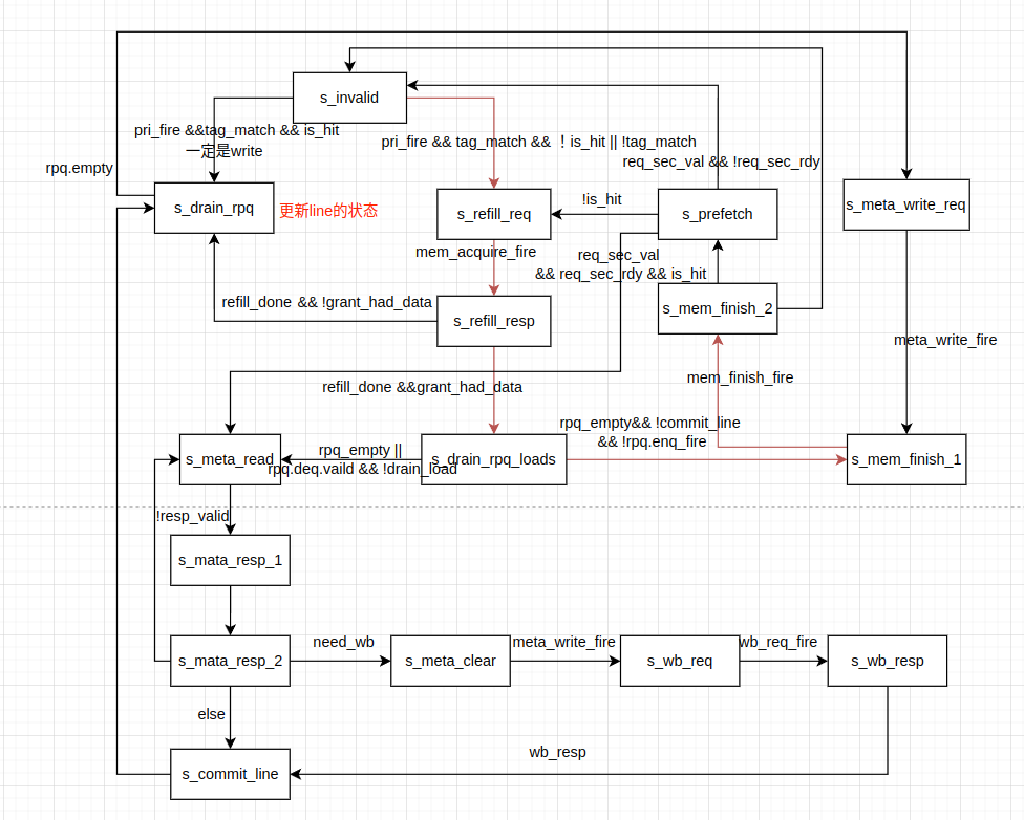 s_invalid
pri_fire &&tag_match && is_hit
一定是write
pri_fire && tag_match && ！is_hit || !tag_match
req_sec_val && !req_sec_rdy
rpq.empty
s_drain_rpq
更新line的状态
s_refill_req
!is_hit
s_prefetch
s_meta_write_req
mem_acquire_fire
req_sec_val
&& req_sec_rdy && is_hit
refill_done && !grant_had_data
s_refill_resp
s_mem_finish_2
meta_write_fire
refill_done &&grant_had_data
mem_finish_fire
rpq_empty&& !commit_line
&& !rpq.enq_fire
s_meta_read
rpq_empty ||
rpq.deq.vaild && !drain_load
s_drain_rpq_loads
s_mem_finish_1
!resp_valid
s_mata_resp_1
s_mata_resp_2
need_wb
s_meta_clear
meta_write_fire
s_wb_req
wb_req_fire
s_wb_resp
else
wb_resp
s_commit_line